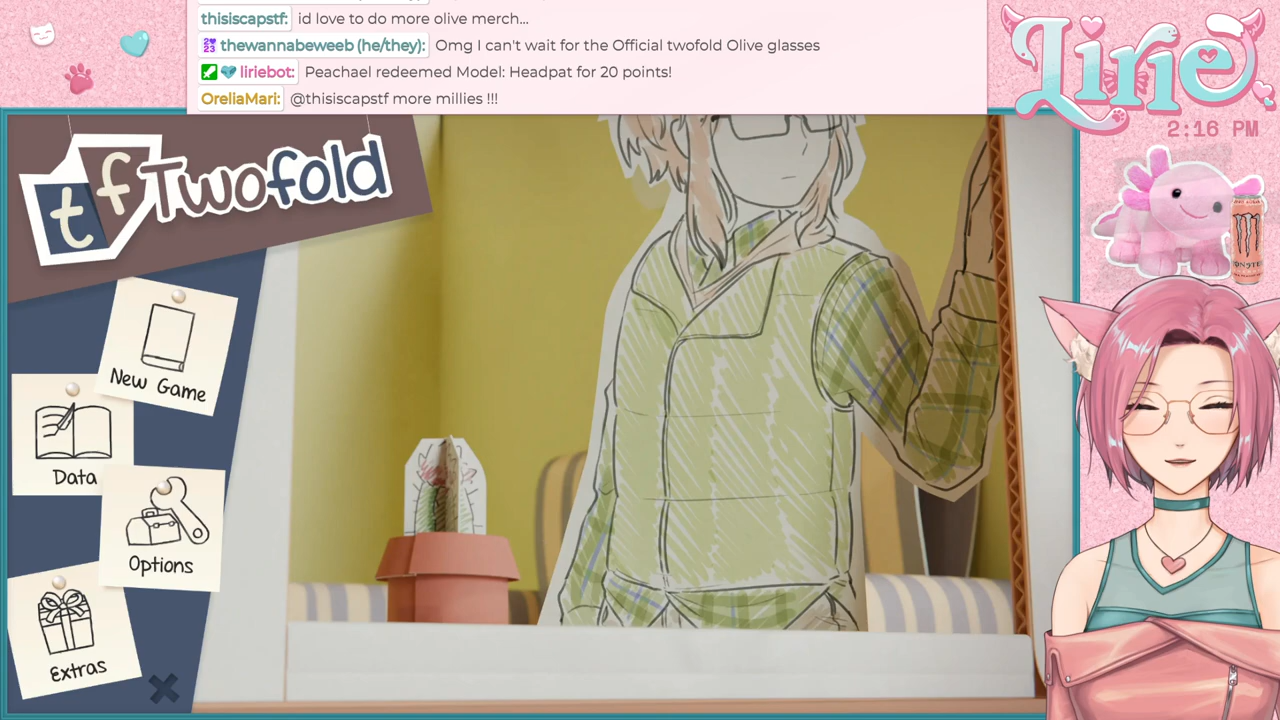 thisiscapstf: id love to do more olive merch...
thewannabeweeb (he/they): Omg I can't wait for the Official twofold Olive glasses
liriebot: Peachael redeemed Model: Headpat for 20 points!
OreliaMari: @thisiscapstf more millies !!!
Lirie
2:16 PM
tf Twofold
New Game
Data
Options
Extras
MONSTER